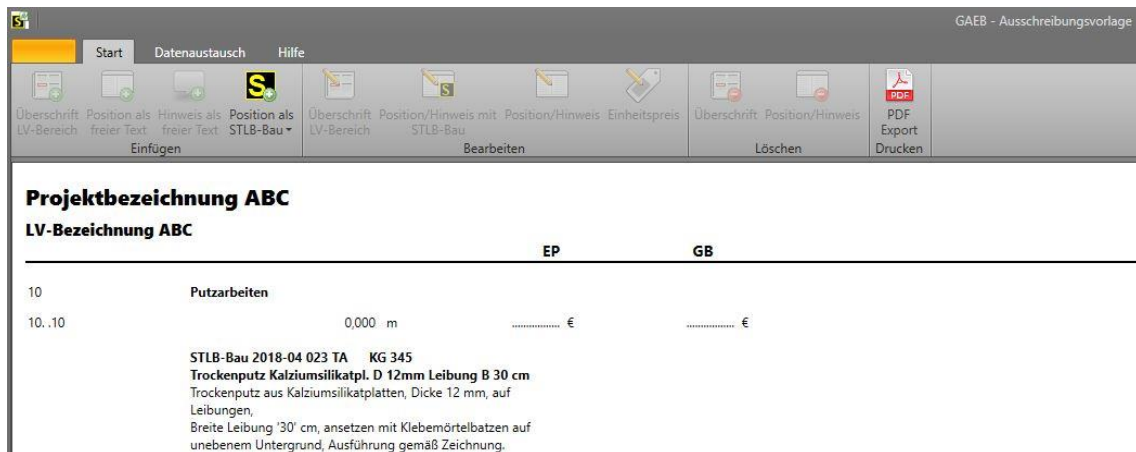 GAEB - Ausschreibungsvorlage
Start Datenaustausch Hilfe
Überschrift LV-Bereich
Position als freier Text
Hinweis als freier Text
Position als STLB-Bau
Überschrift LV-Bereich
Position/Hinweis mit STLB-Bau
Position/Hinweis
Einheitspreis
Überschrift
Position/Hinweis
PDF
PDF Export
Einfügen Bearbeiten Löschen Drucken
Projektbezeichnung ABC
LV-Bezeichnung ABC
EP GB
10 Putzarbeiten
10. .10 0,000 m ................. € ................. €
STLB-Bau 2018-04 023 TA KG 345
Trockenputz Kalziumsilikatpl. D 12mm Leibung B 30 cm
Trockenputz aus Kalziumsilikatplatten, Dicke 12 mm, auf
Leibungen,
Breite Leibung '30' cm, ansetzen mit Klebemörtelbatzen auf
unebenem Untergrund, Ausführung gemäß Zeichnung.